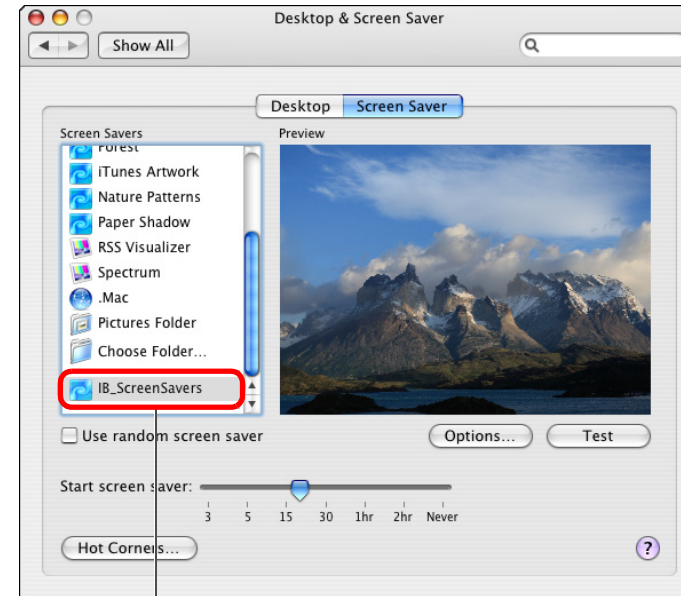 Desktop & Screen Saver
Show All
Desktop Screen Saver
Screen Savers
Preview
Forest
iTunes Artwork
Nature Patterns
Paper Shadow
RSS Visualizer
Spectrum
.Mac
Pictures Folder
Choose Folder...
IB_ScreenSavers
Use random screen saver
Options... Test
Start screen saver:
3 5 15 30 1hr 2hr Never
Hot Corners...
?